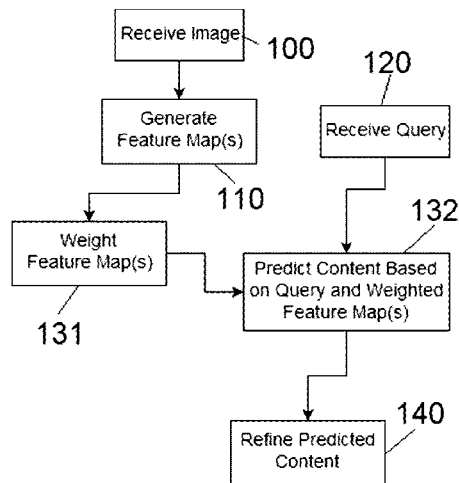 Receive Image
100
120
Generate
Feature Map(s)
Receive Query
110
132
Weight
Feature Map(s)
Predict Content Based
on Query and Weighted
Feature Map(s)
131
140
Refine Predicted
Content